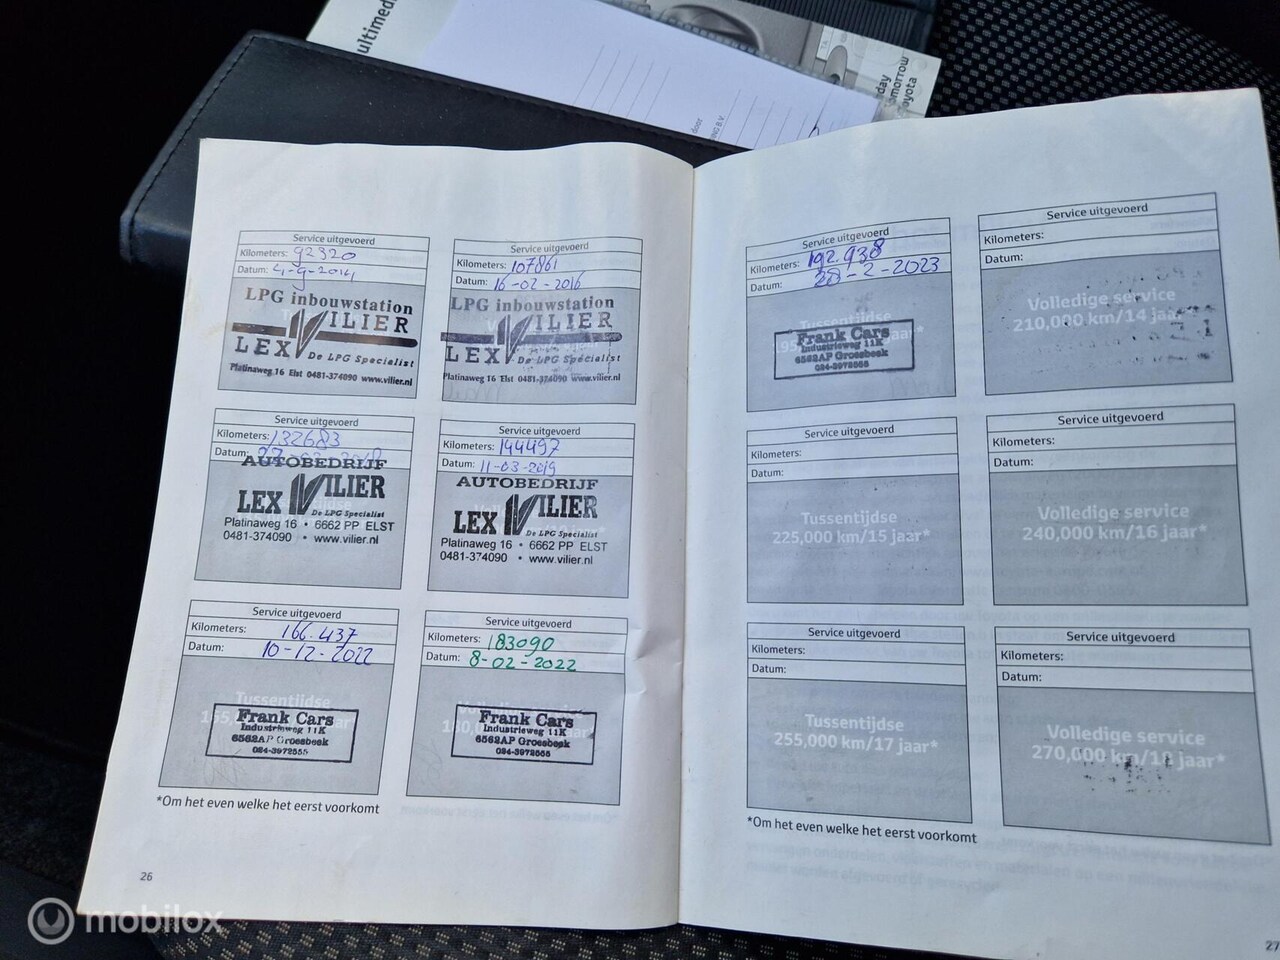 ultimed
day
omorrow
oyota
door
Service uitgevoerd
Kilometers: 92320
Datum: 4-9-2014
LPG inbouwstation
VILIER
LEX
De LPG Specialist
Platinaweg 16 Elst 0481-374090 www.vilier.nl
Service uitgevoerd
Kilometers: 107861
Datum: 16-02-2016
LPG inbouwstation
VILIER
LEX
De LPG Specialist
Platinaweg 16 Elst 0481-374090 www.vilier.nl
Service uitgevoerd
Kilometers: 132683
Datum: 27-02-2018
AUTOBEDRIJF
LEX VILIER
De LPG Specialist
Platinaweg 16 • 6662 PP ELST
0481-374090 • www.vilier.nl
Service uitgevoerd
Kilometers: 144497
Datum: 11-03-2019
AUTOBEDRIJF
LEX VILIER
De LPG Specialist
Platinaweg 16 • 6662 PP ELST
0481-374090 • www.vilier.nl
Service uitgevoerd
Kilometers: 166.437
Datum: 10-12-2022
Tussentijdse
Frank Cars
Industrieweg 11K
6562AP Groesbeek
024-3972555
Service uitgevoerd
Kilometers: 183090
Datum: 8-02-2022
Frank Cars
Industrieweg 11K
6562AP Groesbeek
024-3972555
*Om het even welke het eerst voorkomt
26
Service uitgevoerd
Kilometers: 192.938
Datum: 28-2-2023
Tussentijdse
Frank Cars
Industrieweg 11K
6562AP Groesbeek
024-3972555
Service uitgevoerd
Kilometers:
Datum:
Volledige service
210,000 km/14 jaar*
Service uitgevoerd
Kilometers:
Datum:
Tussentijdse
225,000 km/15 jaar*
Service uitgevoerd
Kilometers:
Datum:
Volledige service
240,000 km/16 jaar*
Service uitgevoerd
Kilometers:
Datum:
Tussentijdse
255,000 km/17 jaar*
Service uitgevoerd
Kilometers:
Datum:
Volledige service
270,000 km/18 jaar*
*Om het even welke het eerst voorkomt
27
mobilox